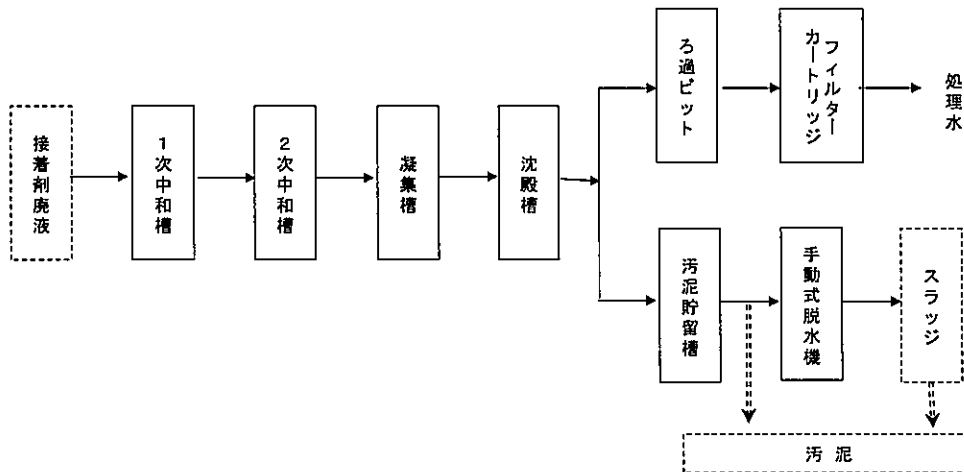 接着剤廃液
1次中和槽
2次中和槽
凝集槽
沈殿槽
ろ過ピット
フィルター
カートリッジ
処理水
汚泥貯留槽
手動式脱水機
スラッジ
汚泥